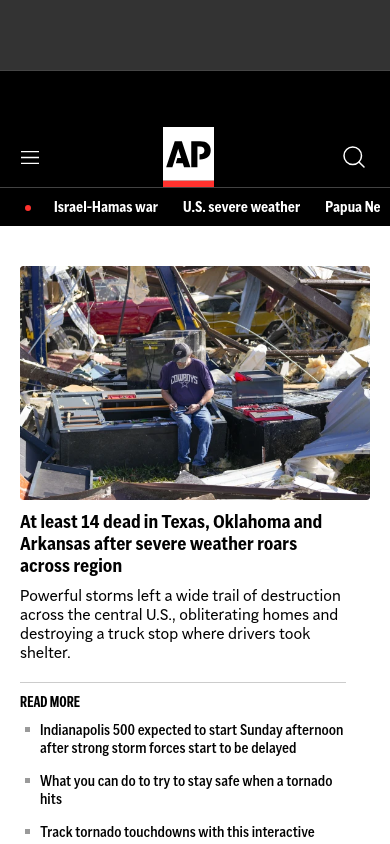 AP
Israel-Hamas war U.S. severe weather Papua Ne
COWBOYS
At least 14 dead in Texas, Oklahoma and
Arkansas after severe weather roars
across region
Powerful storms left a wide trail of destruction
across the central U.S., obliterating homes and
destroying a truck stop where drivers took
shelter.
READ MORE
Indianapolis 500 expected to start Sunday afternoon
after strong storm forces start to be delayed
What you can do to try to stay safe when a tornado
hits
Track tornado touchdowns with this interactive